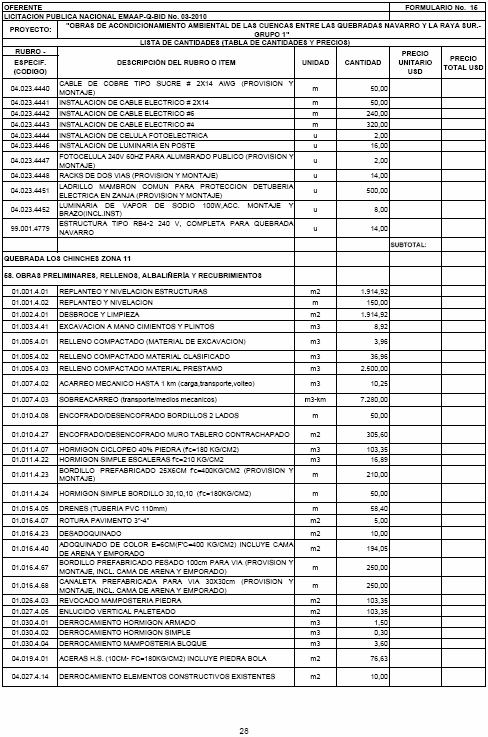 OFERENTE FORMULARIO No. 16
LICITACION PUBLICA NACIONAL EMAAP-Q-BID No. 03-2010
PROYECTO: "OBRAS DE ACONDICIONAMIENTO AMBIENTAL DE LAS CUENCAS ENTRE LAS QUEBRADAS NAVARRO Y LA RAYA SUR.-
GRUPO 1"
LISTA DE CANTIDADES (TABLA DE CANTIDADES Y PRECIOS)
RUBRO - ESPECIF. (CODIGO) DESCRIPCIÓN DEL RUBRO O ITEM UNIDAD CANTIDAD PRECIO UNITARIO USD PRECIO TOTAL USD
04.023.4440 CABLE DE COBRE TIPO SUCRE # 2X14 AWG (PROVISION Y MONTAJE) m 50,00
04.023.4441 INSTALACION DE CABLE ELECTRICO # 2X14 m 50,00
04.023.4442 INSTALACION DE CABLE ELECTRICO #6 m 240,00
04.023.4443 INSTALACION DE CABLE ELECTRICO #4 m 320,00
04.023.4444 INSTALACION DE CELULA FOTOELECTRICA u 2,00
04.023.4446 INSTALACION DE LUMINARIA EN POSTE u 16,00
04.023.4447 FOTOCELULA 240V 60HZ PARA ALUMBRADO PUBLICO (PROVISION Y MONTAJE) u 2,00
04.023.4448 RACKS DE DOS VIAS (PROVISION Y MONTAJE) u 14,00
04.023.4451 LADRILLO MAMBRON COMUN PARA PROTECCION DETUBERIA ELECTRICA EN ZANJA (PROVISION Y MONTAJE) u 500,00
04.023.4452 LUMINARIA DE VAPOR DE SODIO 100W,ACC. MONTAJE Y BRAZO(INCL.INST) u 8,00
99.001.4779 ESTRUCTURA TIPO RB4-2 240 V, COMPLETA PARA QUEBRADA NAVARRO u 14,00
SUBTOTAL:
QUEBRADA LOS CHINCHES ZONA 11
58. OBRAS PRELIMINARES, RELLENOS, ALBALIÑERÍA Y RECUBRIMIENTOS
01.001.4.01 REPLANTEO Y NIVELACION ESTRUCTURAS m2 1.914,92
01.001.4.02 REPLANTEO Y NIVELACION m 150,00
01.002.4.01 DESBROCE Y LIMPIEZA m2 1.914,92
01.003.4.41 EXCAVACION A MANO CIMIENTOS Y PLINTOS m3 8,92
01.005.4.01 RELLENO COMPACTADO (MATERIAL DE EXCAVACION) m3 3,96
01.005.4.02 RELLENO COMPACTADO MATERIAL CLASIFICADO m3 36,96
01.005.4.03 RELLENO COMPACTADO MATERIAL PRESTAMO m3 2.500,00
01.007.4.02 ACARREO MECANICO HASTA 1 km (carga,transporte,volteo) m3 10,25
01.007.4.03 SOBREACARREO (transporte/medios mecanicos) m3-km 7.280,00
01.010.4.08 ENCOFRADO/DESENCOFRADO BORDILLOS 2 LADOS m 50,00
01.010.4.27 ENCOFRADO/DESENCOFRADO MURO TABLERO CONTRACHAPADO m2 305,60
01.011.4.07 HORMIGON CICLOPEO 40% PIEDRA (f'c=180 KG/CM2) m3 103,35
01.011.4.22 HORMIGON SIMPLE ESCALERAS f'c=210 KG/CM2 m3 16,89
01.011.4.23 BORDILLO PREFABRICADO 25X6CM f'c=400KG/CM2 (PROVISION Y MONTAJE) m 210,00
01.011.4.24 HORMIGON SIMPLE BORDILLO 30,10,10 (f'c=180KG/CM2) m 50,00
01.015.4.05 DRENES (TUBERIA PVC 110mm) m 58,40
01.016.4.07 ROTURA PAVIMENTO 3"-4" m2 5,00
01.016.4.23 DESADOQUINADO m2 10,00
01.016.4.40 ADOQUINADO DE COLOR E=6CM(F'C=400 KG/CM2) INCLUYE CAMA DE ARENA Y EMPORADO m2 194,05
01.016.4.67 BORDILLO PREFABRICADO PESADO 100cm PARA VIA (PROVISION Y MONTAJE, INCL. CAMA DE ARENA Y EMPORADO) m 250,00
01.016.4.68 CANALETA PREFABRICADA PARA VIA 30X30cm (PROVISION Y MONTAJE, INCL. CAMA DE ARENA Y EMPORADO) m 250,00
01.026.4.03 REVOCADO MAMPOSTERIA PIEDRA m2 103,35
01.027.4.05 ENLUCIDO VERTICAL PALETEADO m2 103,35
01.030.4.01 DERROCAMIENTO HORMIGON ARMADO m3 1,50
01.030.4.02 DERROCAMIENTO HORMIGON SIMPLE m3 0,30
01.030.4.04 DERROCAMIENTO MAMPOSTERIA BLOQUE m3 3,60
04.019.4.01 ACERAS H.S. (10CM- FC=180KG/CM2) INCLUYE PIEDRA BOLA m2 76,63
04.027.4.14 DERROCAMIENTO ELEMENTOS CONSTRUCTIVOS EXISTENTES m2 10,00
28